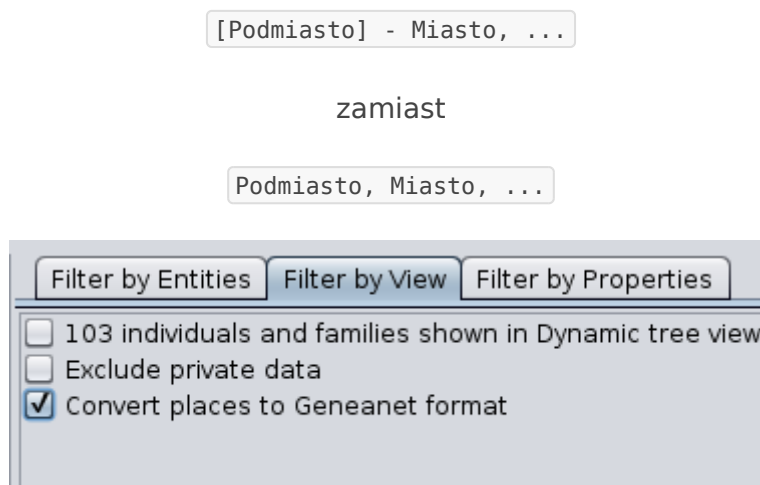 [Podmiasto] - Miasto, ...
zamiast
Podmiasto, Miasto, ...
Filter by Entities Filter by View Filter by Properties
103 individuals and families shown in Dynamic tree view
Exclude private data
Convert places to Geneanet format